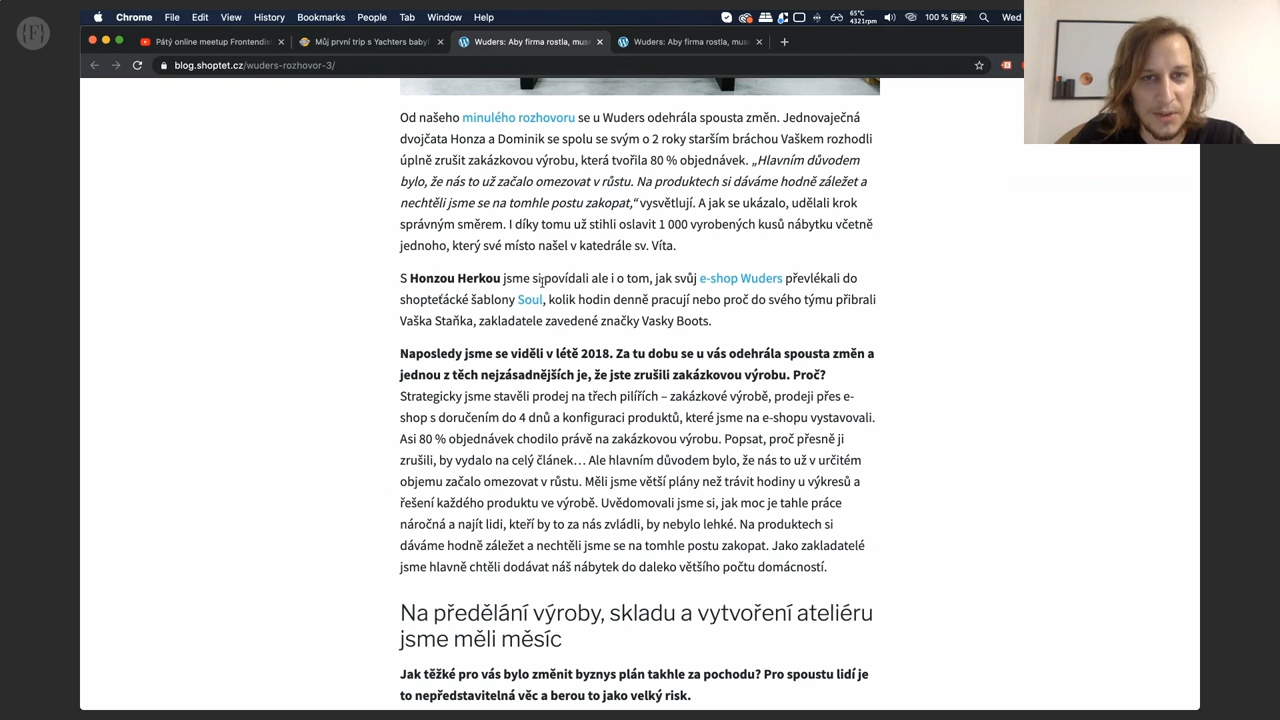 Chrome File Edit View History Bookmarks People Tab Window Help
65°C
4321rpm
100 %
Wed
{F}
Pátý online meetup Frontendis
Můj první trip s Yachters baby!
Wuders: Aby firma rostla, mus
Wuders: Aby firma rostla, mus
blog.shoptet.cz/wuders-rozhovor-3/
Od našeho minulého rozhovoru se u Wuders odehrála spousta změn. Jednovaječná
dvojčata Honza a Dominik se spolu se svým o 2 roky starším bráchou Vaškem rozhodli
úplně zrušit zakázkovou výrobu, která tvořila 80 % objednávek. „Hlavním důvodem
bylo, že nás to už začalo omezovat v růstu. Na produktech si dáváme hodně záležet a
nechtěli jsme se na tomhle postu zakopat,“ vysvětlují. A jak se ukázalo, udělali krok
správným směrem. I díky tomu už stihli oslavit 1 000 vyrobených kusů nábytku včetně
jednoho, který své místo našel v katedrále sv. Víta.
S Honzou Herkou jsme si povídali ale i o tom, jak svůj e-shop Wuders převlékali do
shopteťácké šablony Soul, kolik hodin denně pracují nebo proč do svého týmu přibrali
Vaška Staňka, zakladatele zavedené značky Vasky Boots.
Naposledy jsme se viděli v létě 2018. Za tu dobu se u vás odehrála spousta změn a
jednou z těch nejzásadnějších je, že jste zrušili zakázkovou výrobu. Proč?
Strategicky jsme stavěli prodej na třech pilířích – zakázkové výrobě, prodeji přes e-
shop s doručením do 4 dnů a konfiguraci produktů, které jsme na e-shopu vystavovali.
Asi 80 % objednávek chodilo právě na zakázkovou výrobu. Popsat, proč přesně ji
zrušili, by vydalo na celý článek… Ale hlavním důvodem bylo, že nás to už v určitém
objemu začalo omezovat v růstu. Měli jsme větší plány než trávit hodiny u výkresů a
řešení každého produktu ve výrobě. Uvědomovali jsme si, jak moc je tahle práce
náročná a najít lidi, kteří by to za nás zvládli, by nebylo lehké. Na produktech si
dáváme hodně záležet a nechtěli jsme se na tomhle postu zakopat. Jako zakladatelé
jsme hlavně chtěli dodávat náš nábytek do daleko většího počtu domácností.
Na předělání výroby, skladu a vytvoření ateliéru
jsme měli měsíc
Jak těžké pro vás bylo změnit byznys plán takhle za pochodu? Pro spoustu lidí je
to nepředstavitelná věc a berou to jako velký risk.